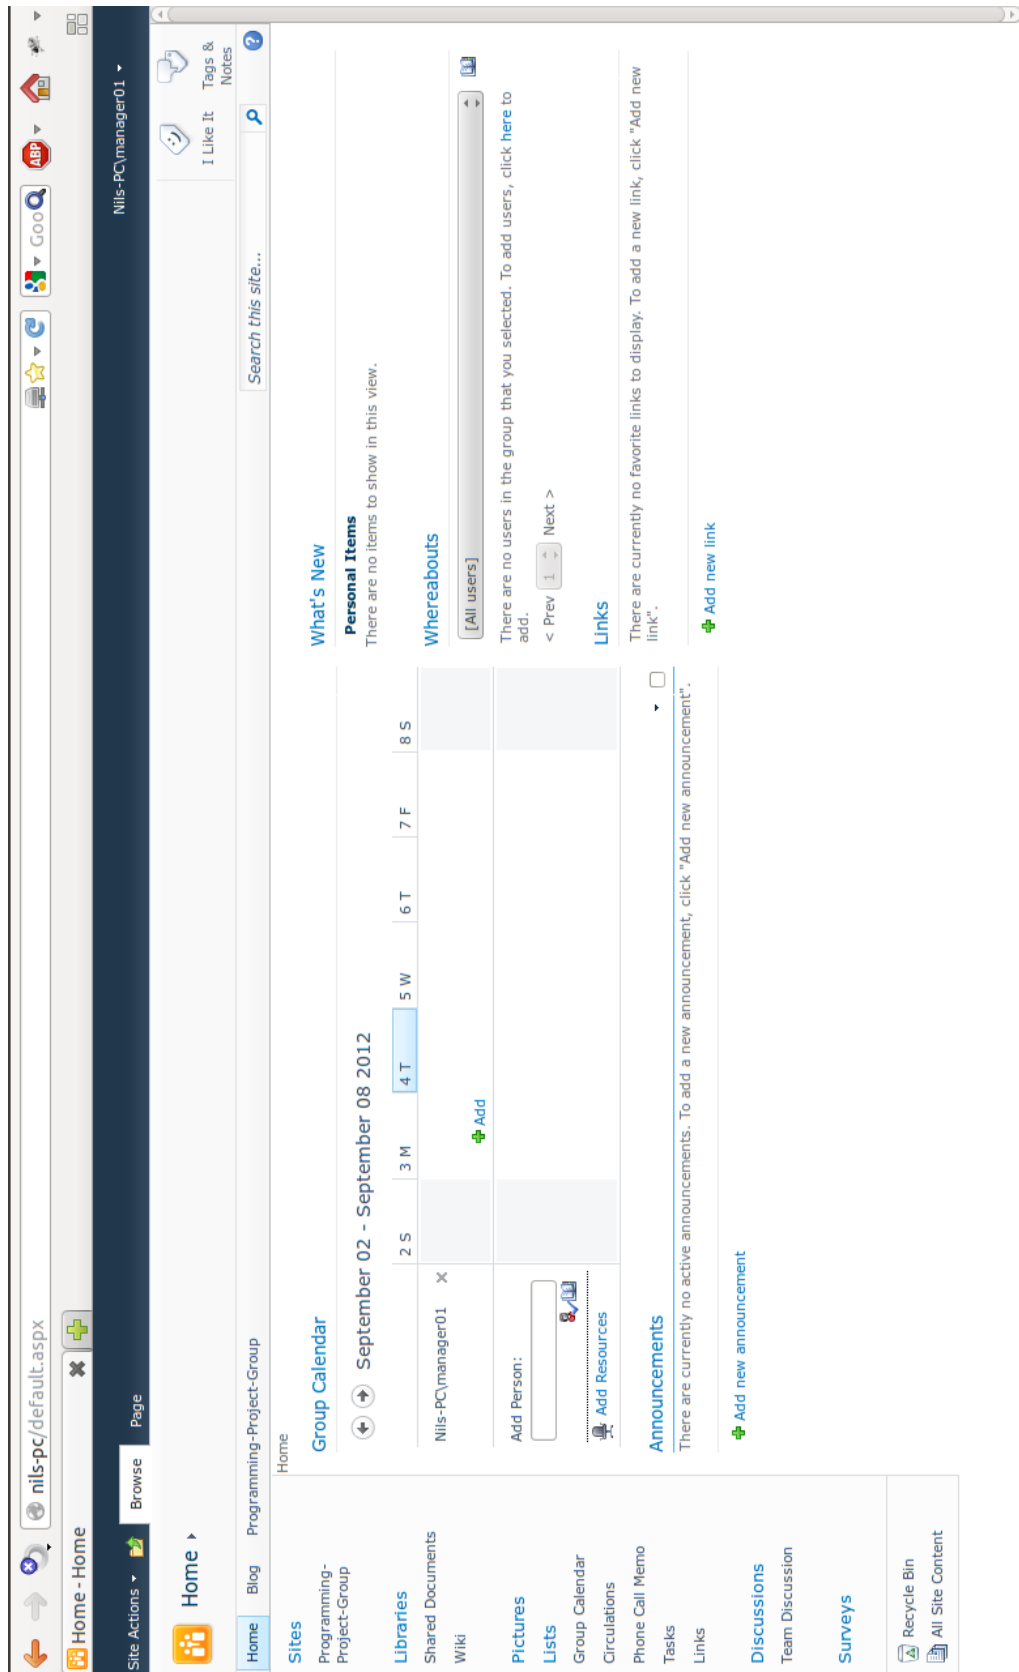 nils-pc/default.aspx
Goo
ABP
Home - Home
Site Actions
Browse
Page
Nils-PC\manager01
Home
I Like It
Tags &
Notes
Home
Blog
Programming-Project-Group
Search this site...
Sites
Programming-
Project-Group
Libraries
Shared Documents
Wiki
Pictures
Lists
Group Calendar
Circulations
Phone Call Memo
Tasks
Links
Discussions
Team Discussion
Surveys
Recycle Bin
All Site Content
Home
Group Calendar
September 02 - September 08 2012
2 S 3 M 4 T 5 W 6 T 7 F 8 S
Nils-PC\manager01
Add
Add Person:
Add Resources
Announcements
There are currently no active announcements. To add a new announcement, click "Add new announcement".
Add new announcement
What's New
Personal Items
There are no items to show in this view.
Whereabouts
[All users]
There are no users in the group that you selected. To add users, click here to
add.
< Prev 1 Next >
Links
There are currently no favorite links to display. To add a new link, click "Add new
link".
Add new link